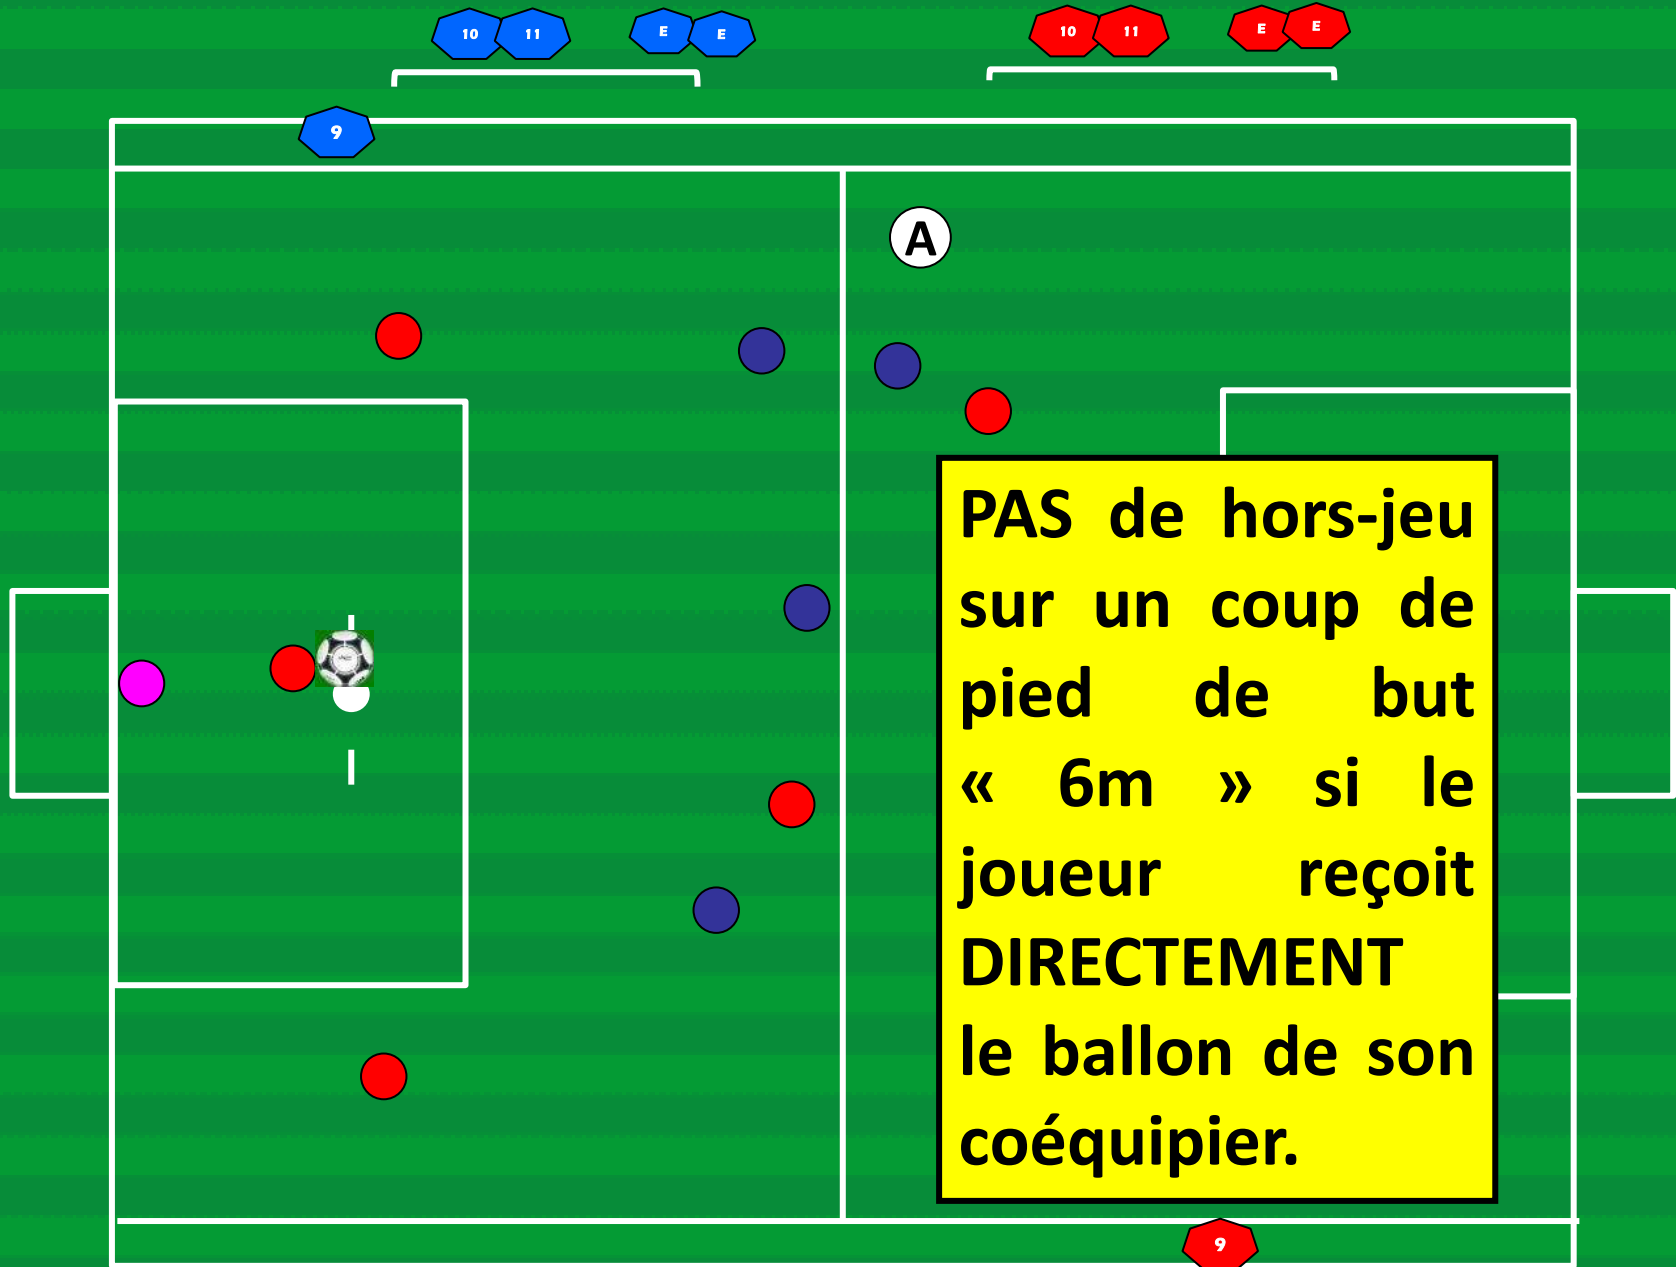 10 11 E E
10 11 E E
9
A
PAS de hors-jeu
sur un coup de
pied de but
« 6m » si le
joueur reçoit
DIRECTEMENT
le ballon de son
coéquipier.
9